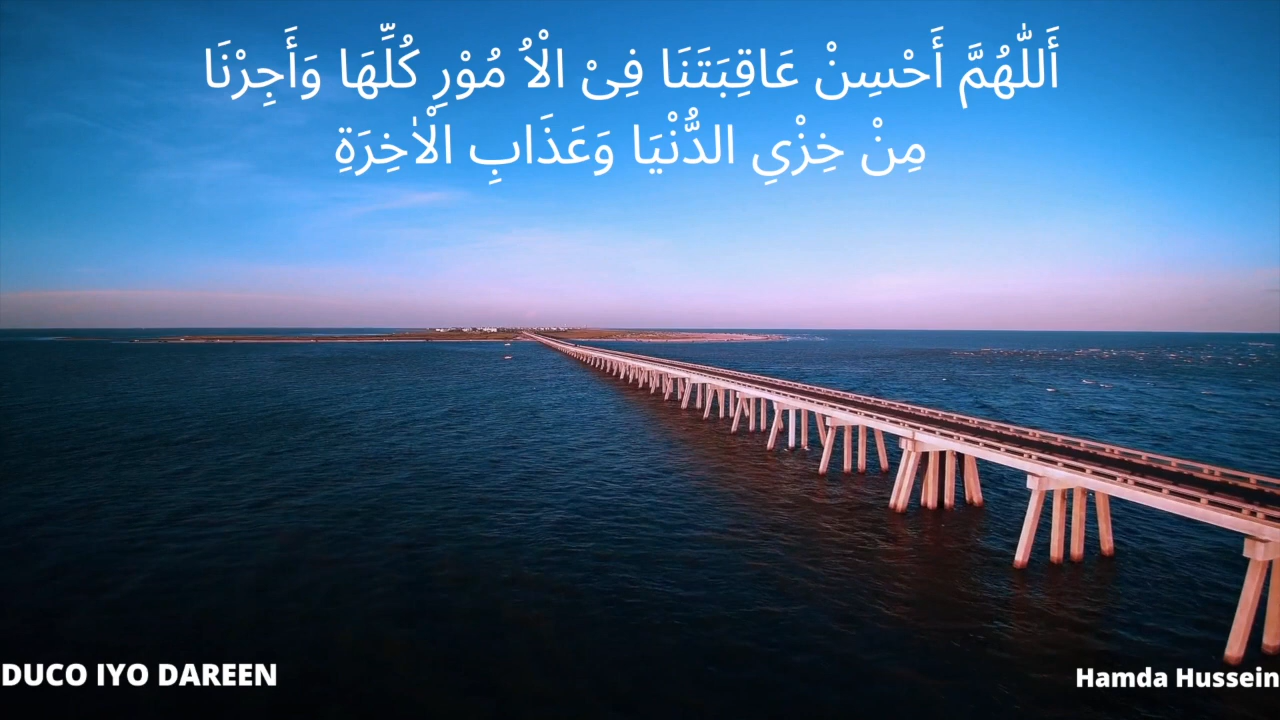 أَللّٰهُمَّ أَحْسِنْ عَاقِبَتَنَا فِىْ الْاُ مُوْرِ كُلِّهَا وَأَجِرْنَا
مِنْ خِزْيِ الدُّنْيَا وَعَذَابِ الْاٰخِرَةِ
DUCO IYO DAREEN
Hamda Hussein